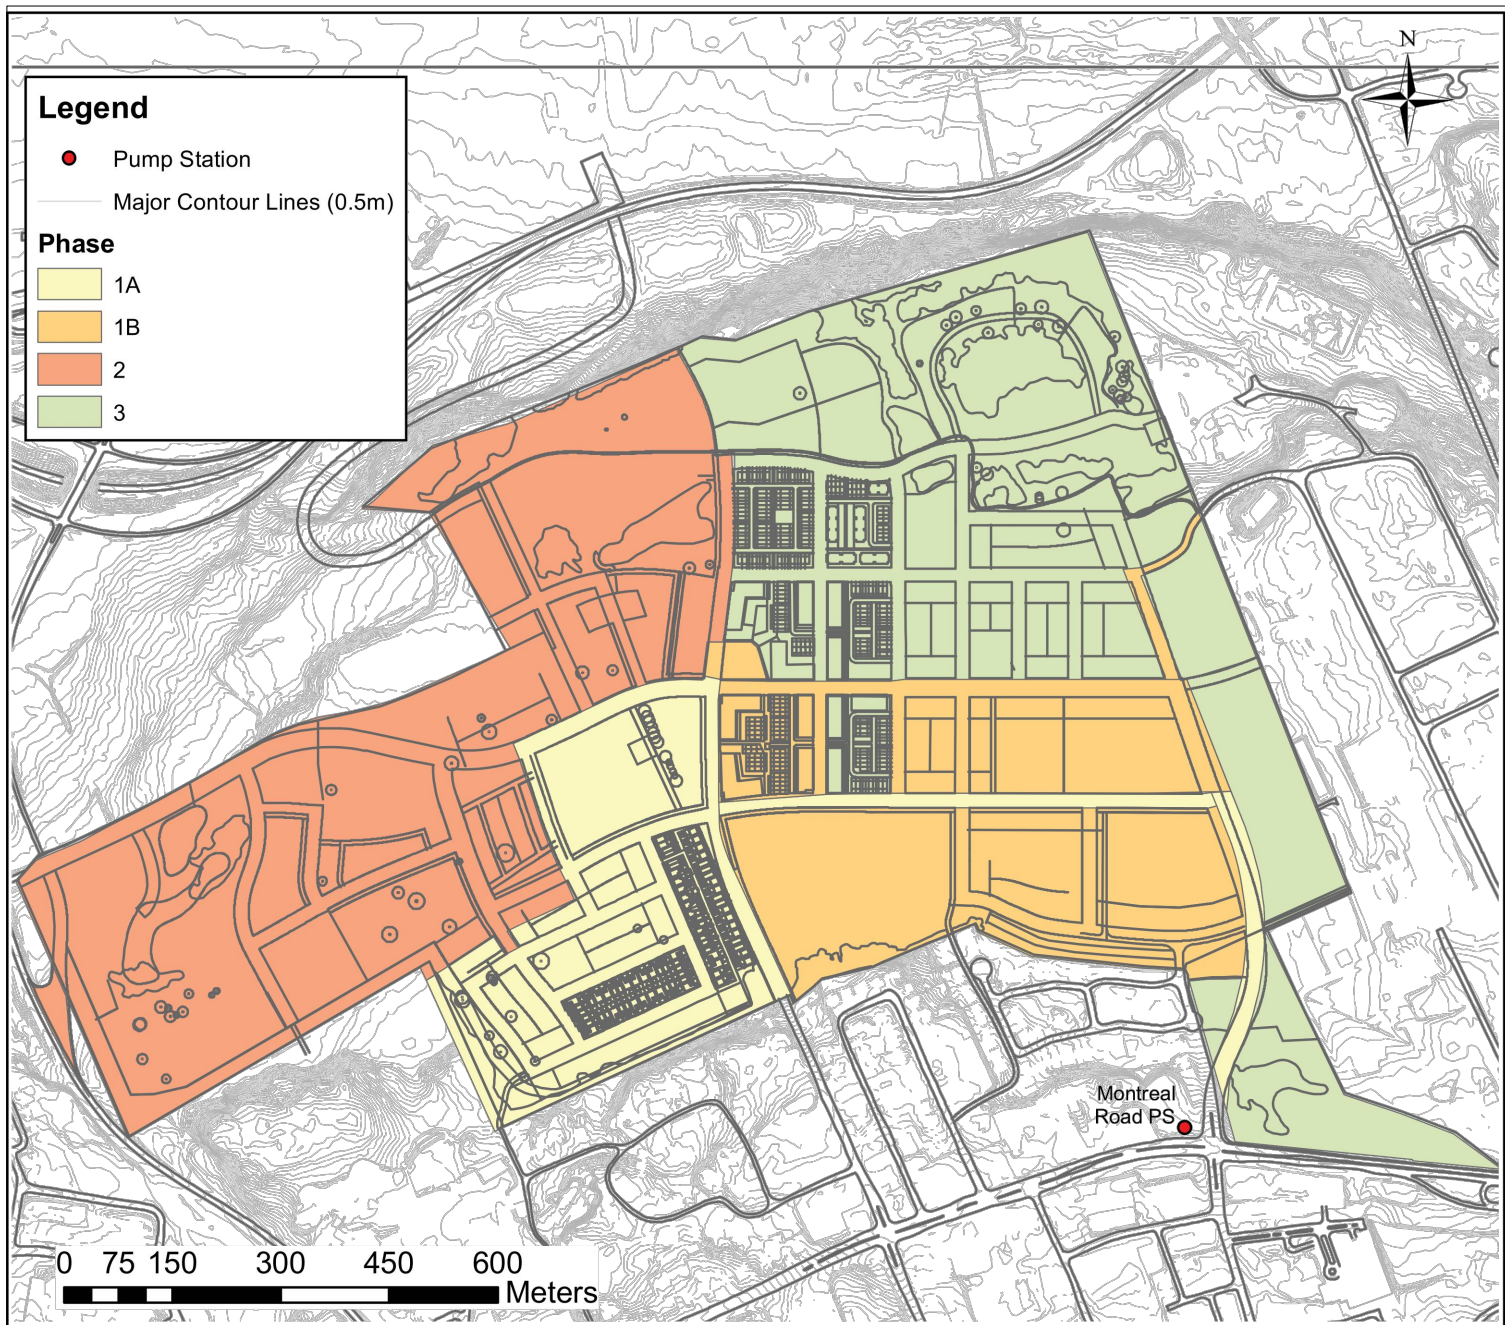 N
Legend
Pump Station
Major Contour Lines (0.5m)
Phase
1A
1B
2
3
Montreal
Road PS
0 75 150 300 450 600
Meters